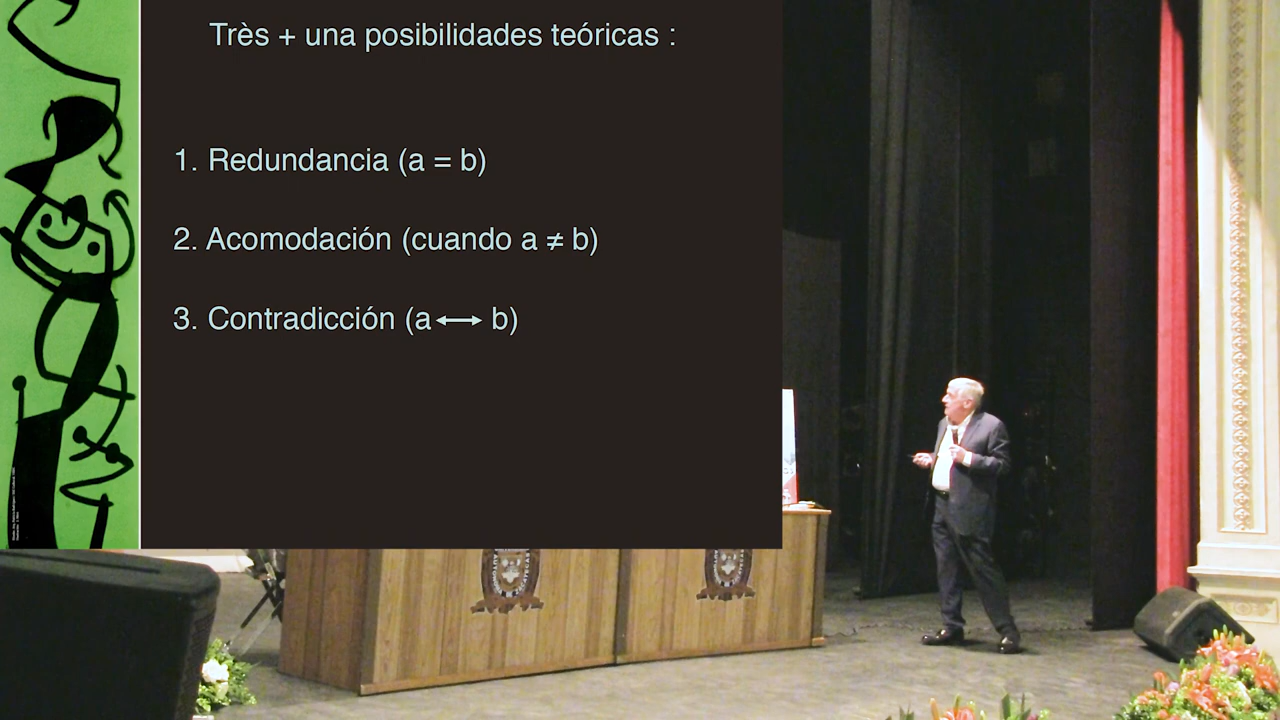 Très + una posibilidades teóricas :
1. Redundancia (a = b)
2. Acomodación (cuando a ≠ b)
3. Contradicción (a ⟷ b)